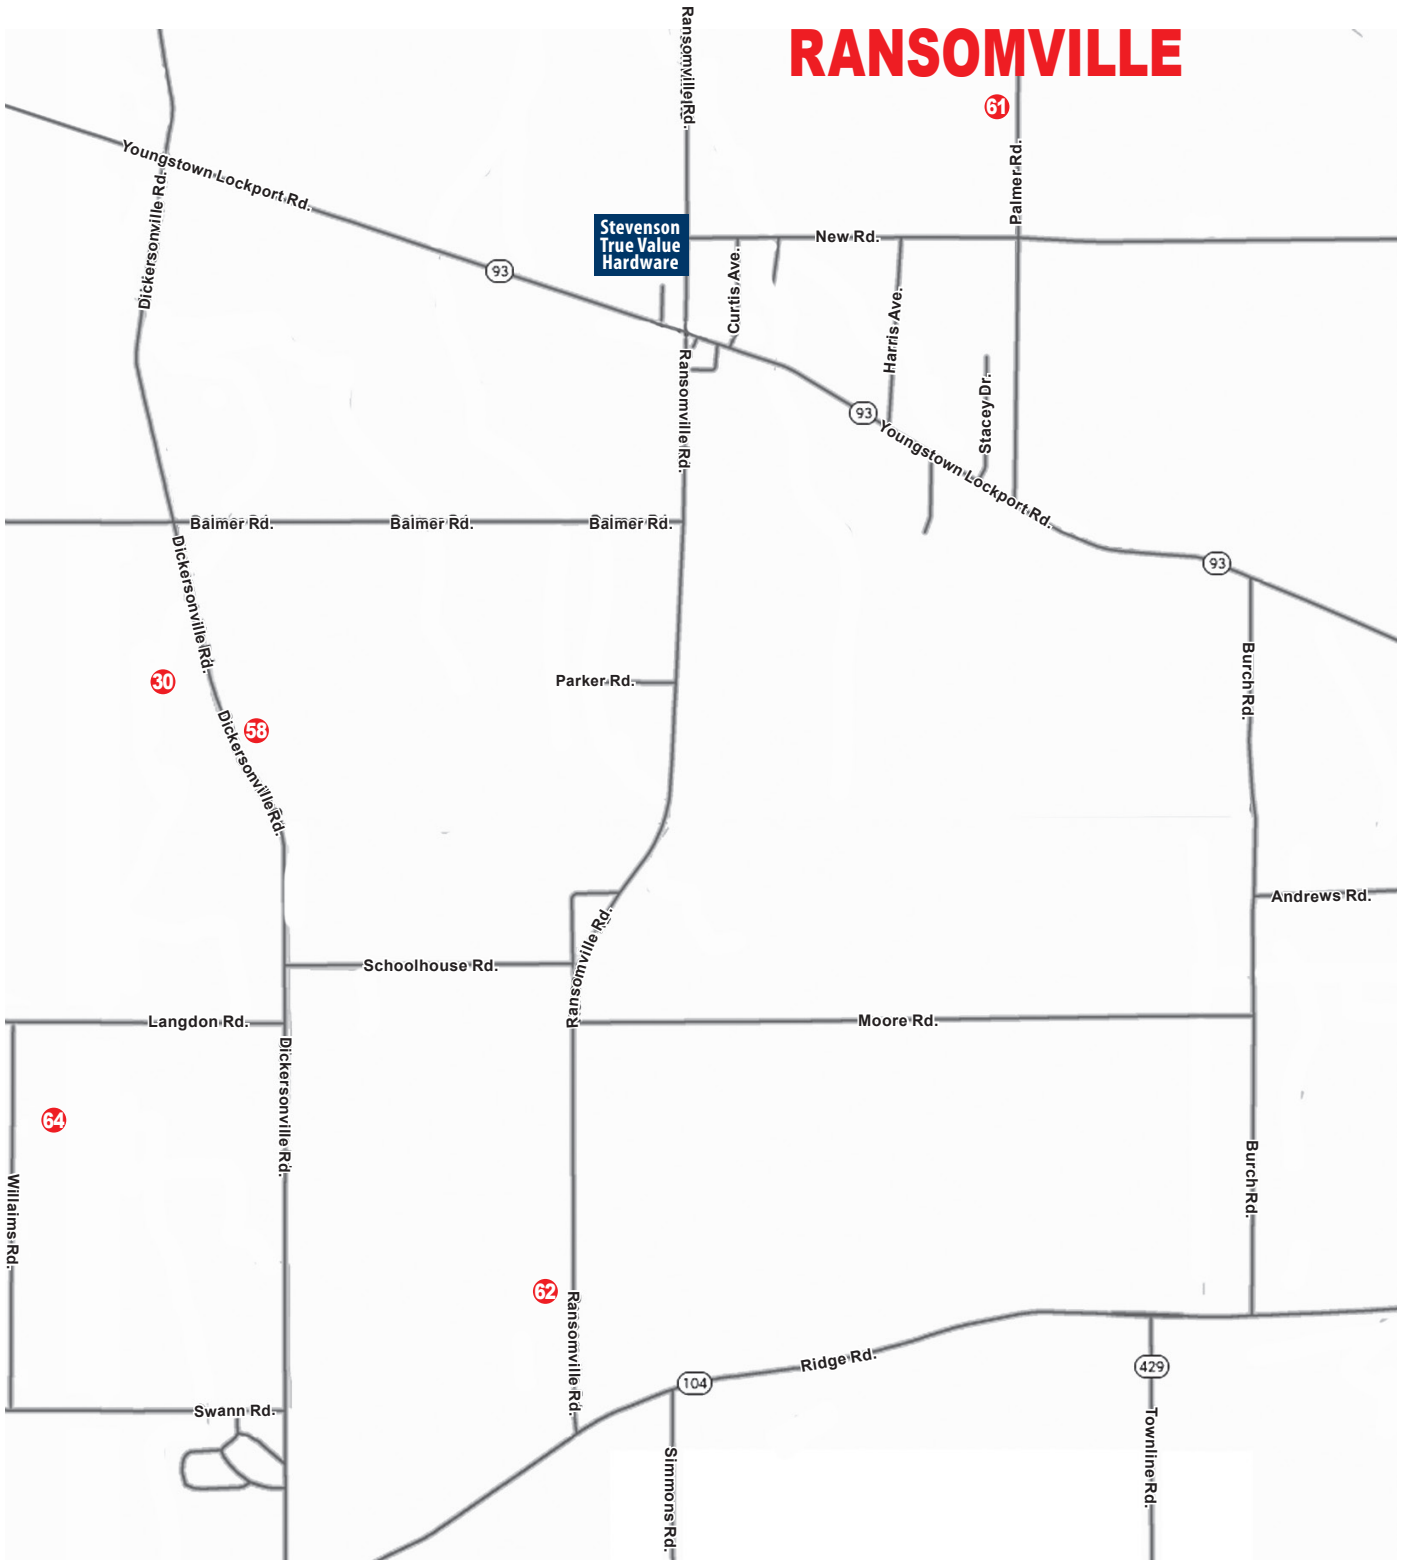 Ransomville Rd.
RANSOMVILLE
61
Youngstown Lockport Rd.
Palmer Rd.
Dickersonville Rd.
Stevenson
True Value
Hardware
New Rd.
93
Curtis Ave.
Harris Ave.
Ransomville Rd.
Stacey Dr.
93
Youngstown Lockport Rd.
Balmer Rd.
Balmer Rd.
Balmer Rd.
93
Dickersonville Rd.
Burch Rd.
30
Parker Rd.
58
Dickersonville Rd.
Andrews Rd.
Ransomville Rd.
Schoolhouse Rd.
Langdon Rd.
Moore Rd.
Dickersonville Rd.
64
Burch Rd.
Willaims Rd.
62
Ransomville Rd.
Ridge Rd.
429
104
Swann Rd.
Townline Rd.
Simmons Rd.